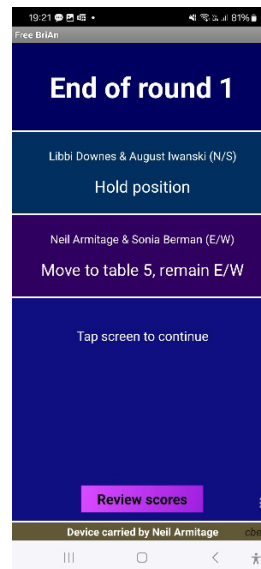 19:21
81%
Free BriAn
End of round 1
Libbi Downes & August Iwanski (N/S)
Hold position
Neil Armitage & Sonia Berman (E/W)
Move to table 5, remain E/W
Tap screen to continue
Review scores
Device carried by Neil Armitage